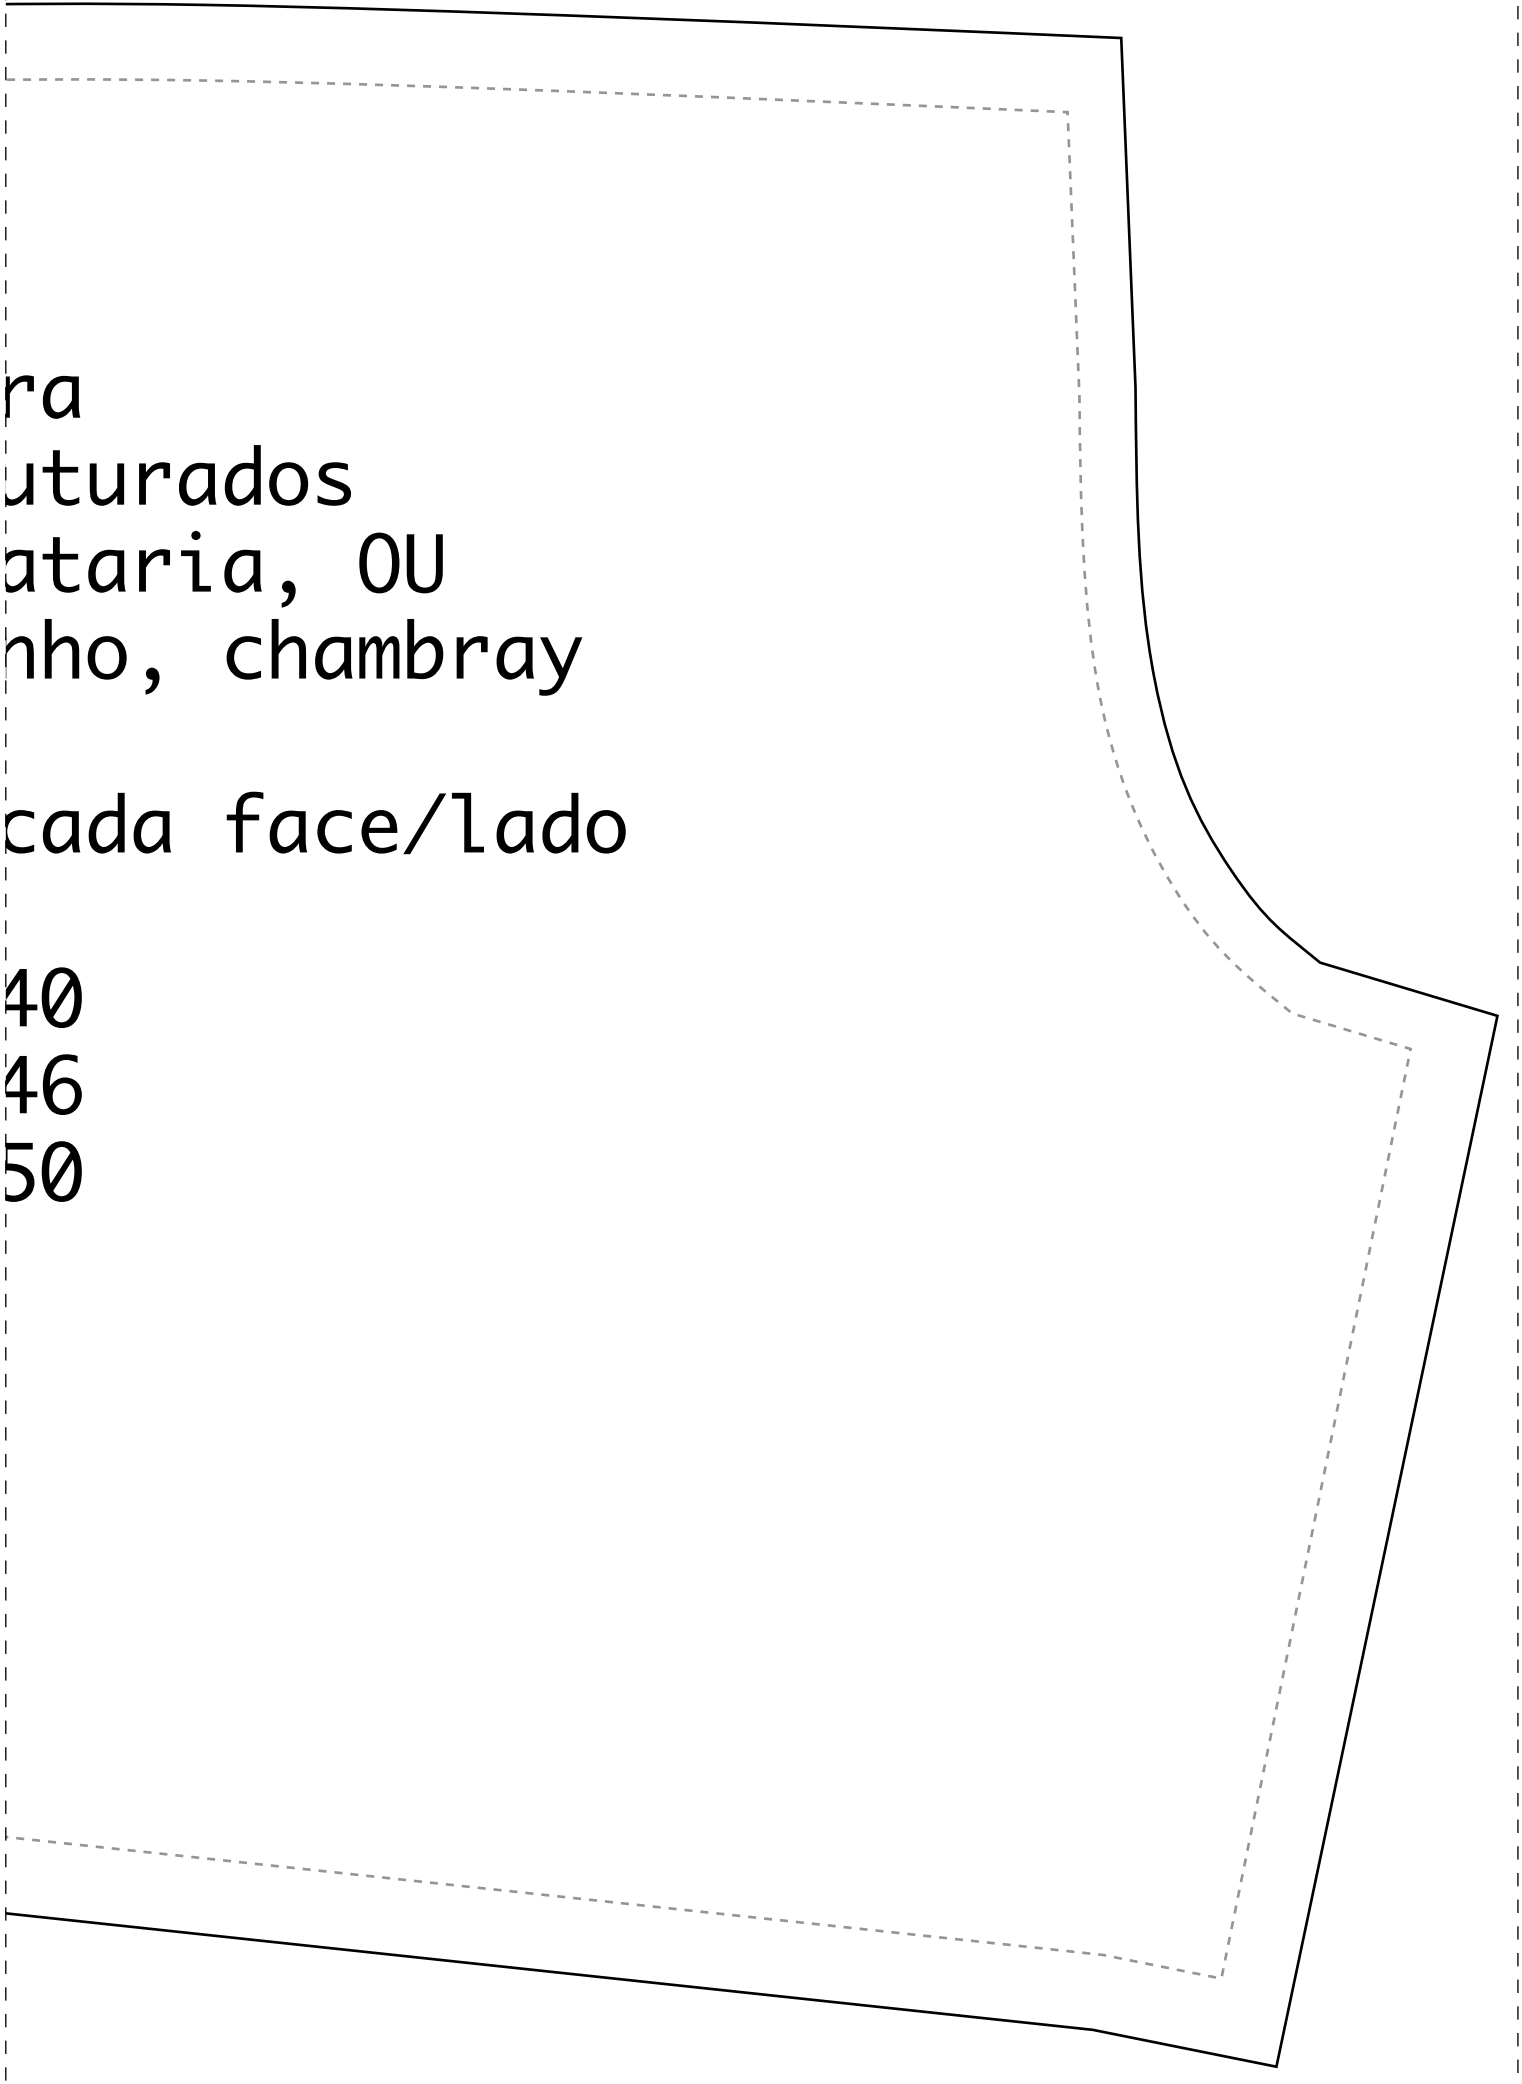 ra
uturados
ataria, OU
nho, chambray
cada face/lado
40
46
50